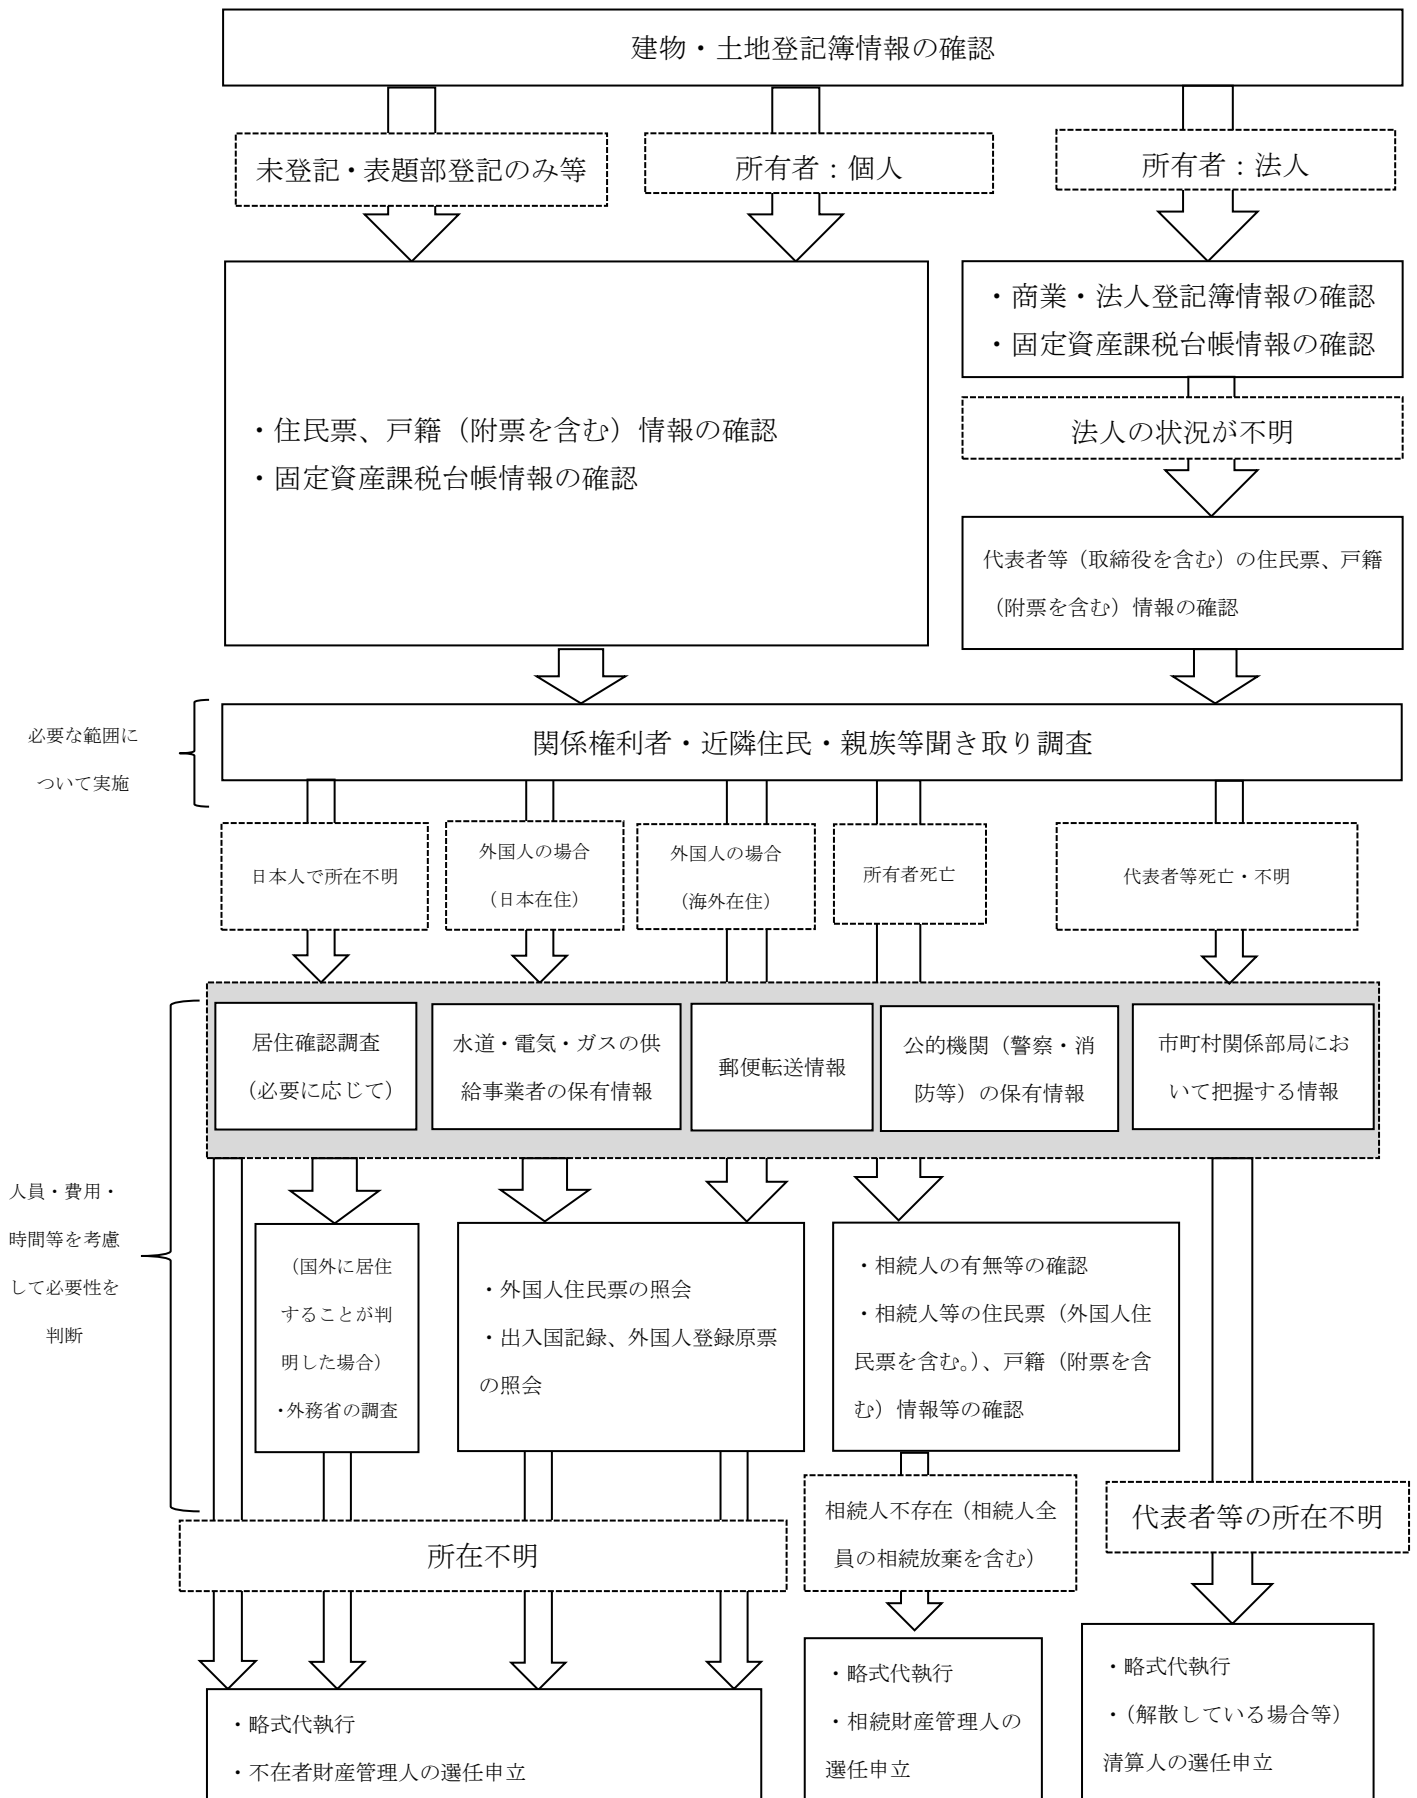 建物・土地登記簿情報の確認
未登記・表題部登記のみ等
所有者：個人
所有者：法人
・住民票、戸籍（附票を含む）情報の確認
・固定資産課税台帳情報の確認
・商業・法人登記簿情報の確認
・固定資産課税台帳情報の確認
法人の状況が不明
代表者等（取締役を含む）の住民票、戸籍
（附票を含む）情報の確認
必要な範囲に
ついて実施
関係権利者・近隣住民・親族等聞き取り調査
日本人で所在不明
外国人の場合
（日本在住）
外国人の場合
（海外在住）
所有者死亡
代表者等死亡・不明
居住確認調査
（必要に応じて）
水道・電気・ガスの供
給事業者の保有情報
郵便転送情報
公的機関（警察・消
防等）の保有情報
市町村関係部局にお
いて把握する情報
人員・費用・
時間等を考慮
して必要性を
判断
（国外に居住
することが判
明した場合）
・外務省の調査
・外国人住民票の照会
・出入国記録、外国人登録原票
の照会
・相続人の有無等の確認
・相続人等の住民票（外国人住
民票を含む。）、戸籍（附票を含
む）情報等の確認
所在不明
相続人不存在（相続人全
員の相続放棄を含む）
代表者等の所在不明
・略式代執行
・不在者財産管理人の選任申立
・略式代執行
・相続財産管理人の
選任申立
・略式代執行
・（解散している場合等）
清算人の選任申立